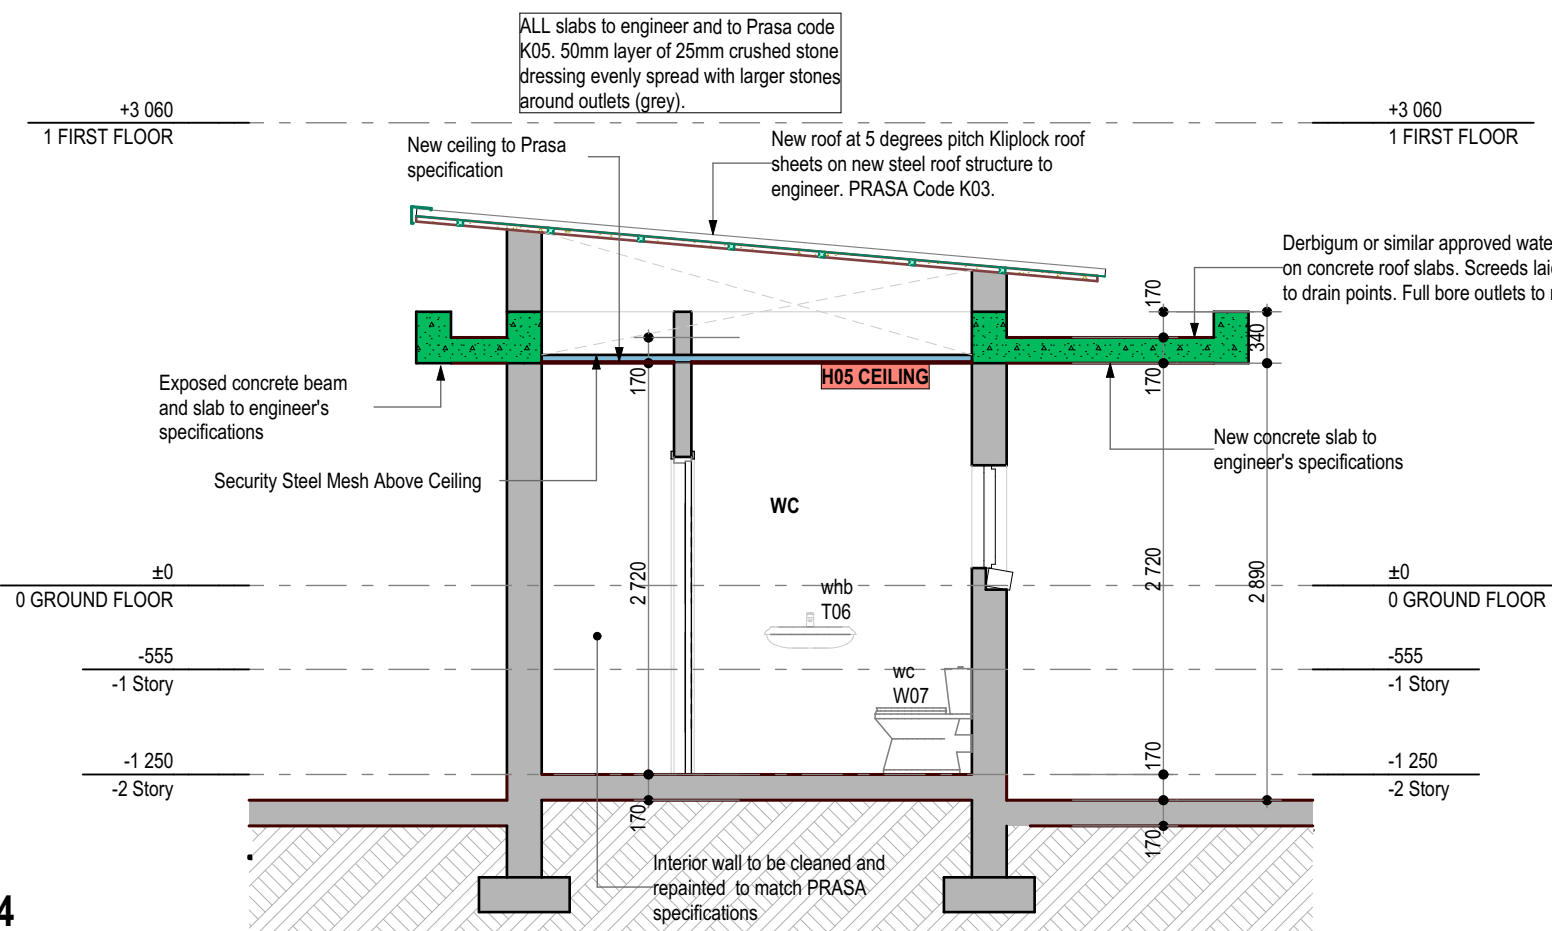 ALL slabs to engineer and to Prasa code
K05. 50mm layer of 25mm crushed stone
dressing evenly spread with larger stones
around outlets (grey).
+3 060
1 FIRST FLOOR
+3 060
1 FIRST FLOOR
New ceiling to Prasa
specification
New roof at 5 degrees pitch Kliplock roof
sheets on new steel roof structure to
engineer. PRASA Code K03.
Derbigum or similar approved wate
on concrete roof slabs. Screeds laid
to drain points. Full bore outlets to
170
340
170
170
H05 CEILING
Exposed concrete beam
and slab to engineer's
specifications
New concrete slab to
engineer's specifications
Security Steel Mesh Above Ceiling
WC
±0
0 GROUND FLOOR
2 720
whb
T06
2 720
2 890
±0
0 GROUND FLOOR
-555
-1 Story
wc
W07
-555
-1 Story
-1 250
-2 Story
170
-1 250
-2 Story
170
170
Interior wall to be cleaned and
repainted to match PRASA
specifications
4